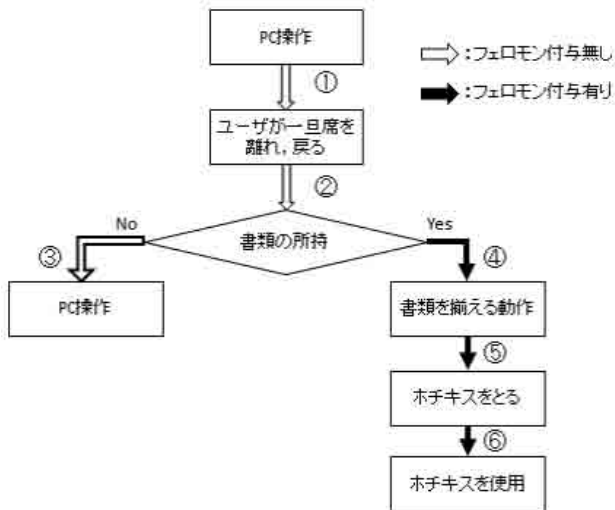 PC操作
⇨:フェロモン付与無し
①
➡:フェロモン付与有り
ユーザが一旦席を
離れ,戻る
②
No
Yes
書類の所持
③
④
PC操作
書類を揃える動作
⑤
ホチキスをとる
⑥
ホチキスを使用